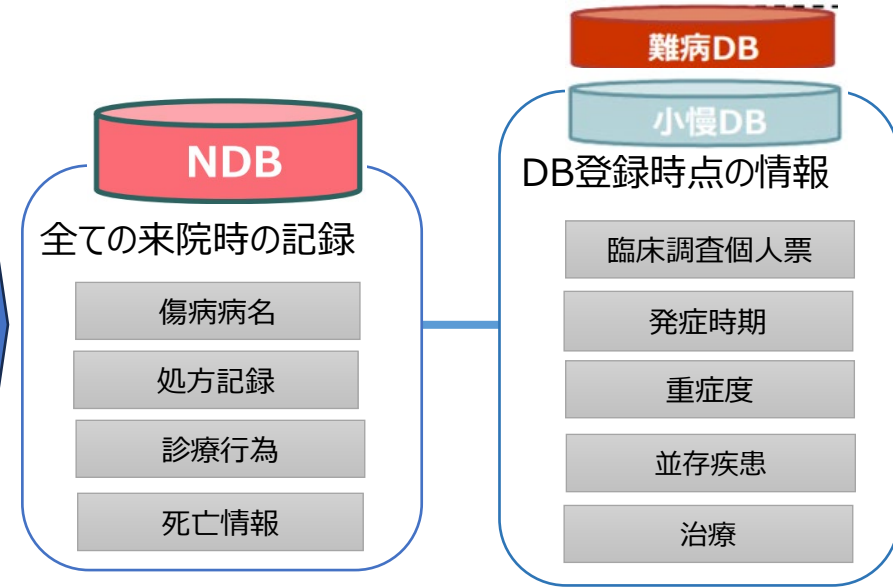 NDB
全ての来院時の記録
傷病病名
処方記録
診療行為
死亡情報
難病DB
小慢DB
DB登録時点の情報
臨床調査個人票
発症時期
重症度
並存疾患
治療